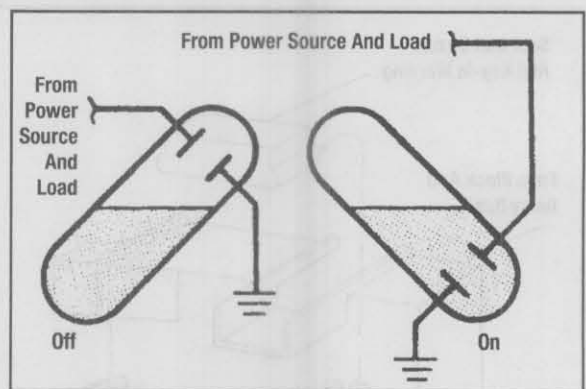 From Power Source And Load
From
Power
Source
And
Load
Off
On